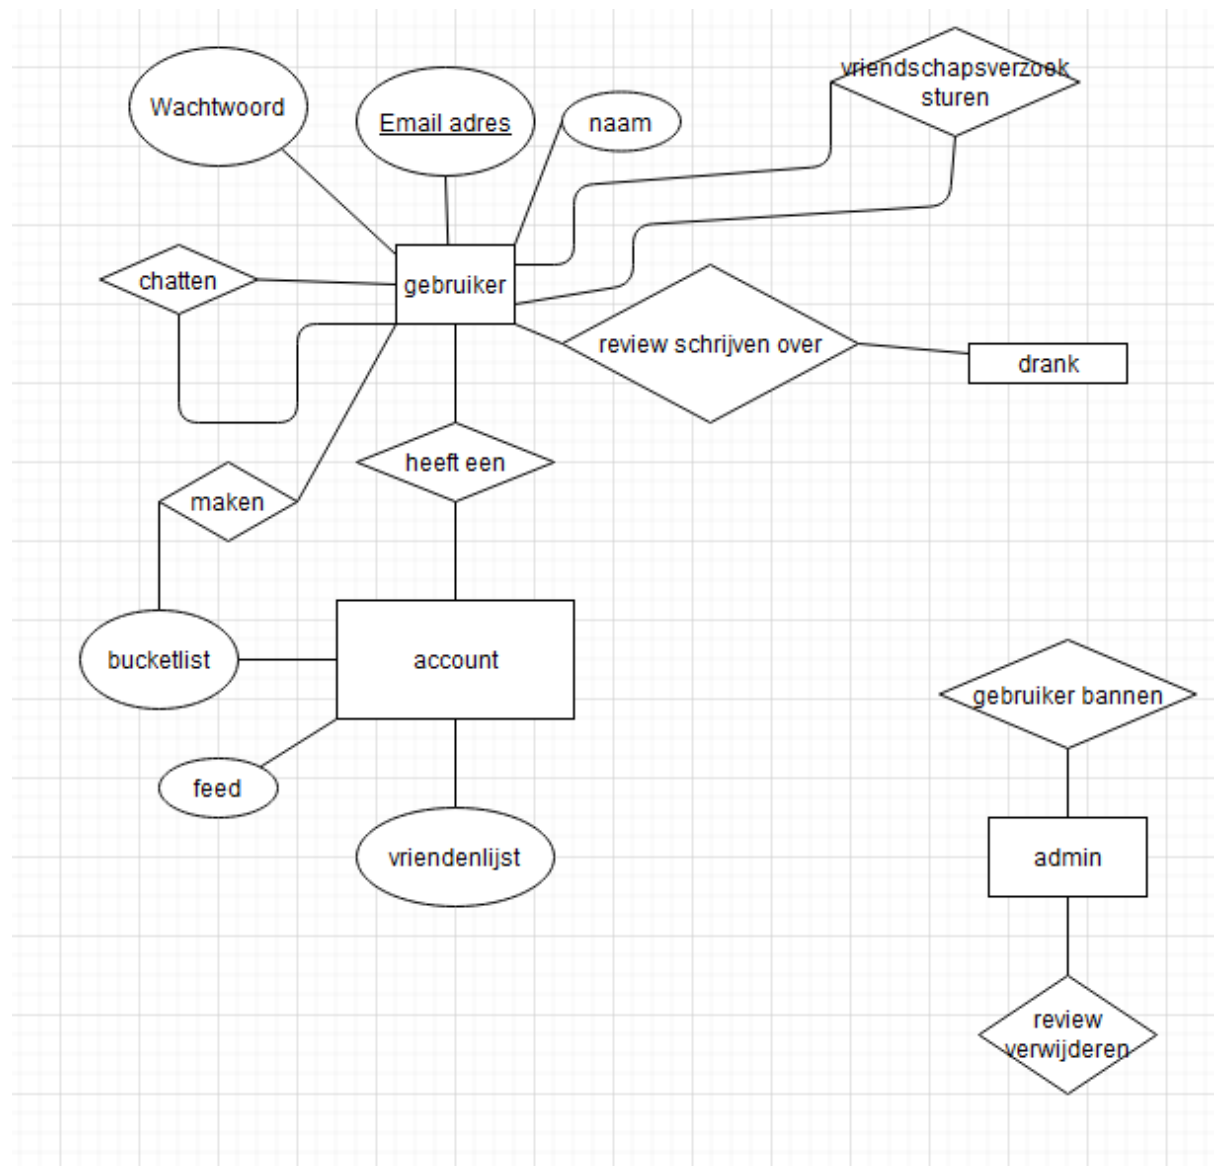 vriendschapsverzoek
sturen
Wachtwoord
Email adres
naam
chatten
gebruiker
review schrijven over
drank
heeft een
maken
bucketlist
account
gebruiker bannen
feed
vriendenlijst
admin
review
verwijderen